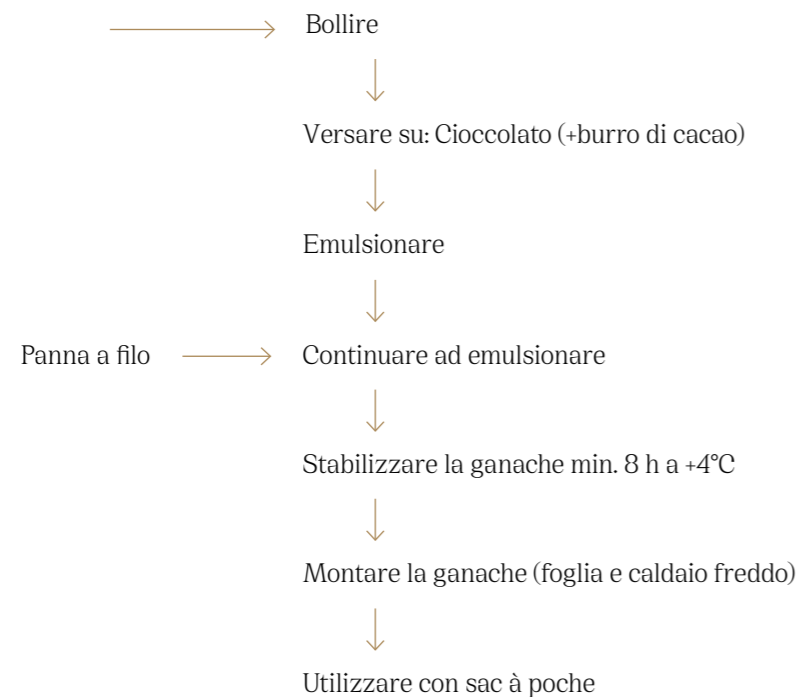 Bollire
Versare su: Cioccolato (+burro di cacao)
Emulsionare
Panna a filo Continuare ad emulsionare
Stabilizzare la ganache min. 8 h a +4°C
Montare la ganache (foglia e caldaio freddo)
Utilizzare con sac à poche